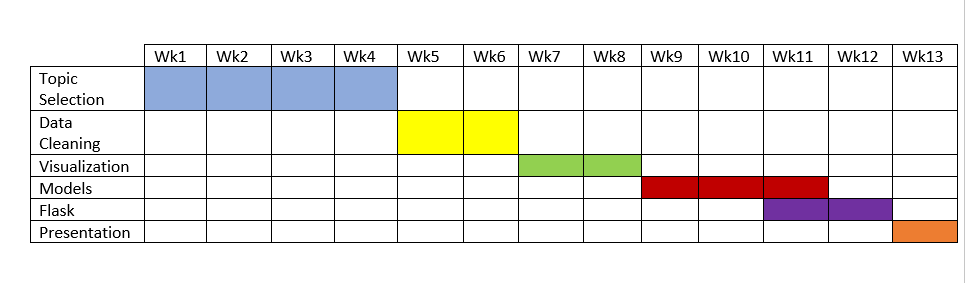 Wk1 Wk2 Wk3 Wk4 Wk5 Wk6 Wk7 Wk8 Wk9 Wk10 Wk11 Wk12 Wk13
Topic
Selection
Data
Cleaning
Visualization
Models
Flask
Presentation